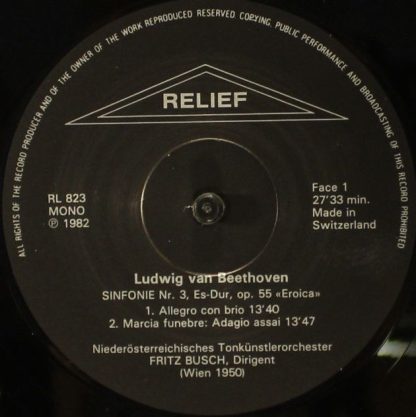 ALL RIGHTS OF THE RECORD PRODUCER AND OF THE OWNER OF THE WORK REPRODUCED RESERVED. COPYING, PUBLIC PERFORMANCE AND BROADCASTING OF THIS RECORD PROHIBITED
RELIEF
RL 823
MONO
℗ 1982
Face 1
27'33 min.
Made in
Switzerland
Ludwig van Beethoven
SINFONIE Nr. 3, Es-Dur, op. 55 «Eroica»
1. Allegro con brio 13'40
2. Marcia funebre: Adagio assai 13'47
Niederösterreichisches Tonkünstlerorchester
FRITZ BUSCH, Dirigent
(Wien 1950)